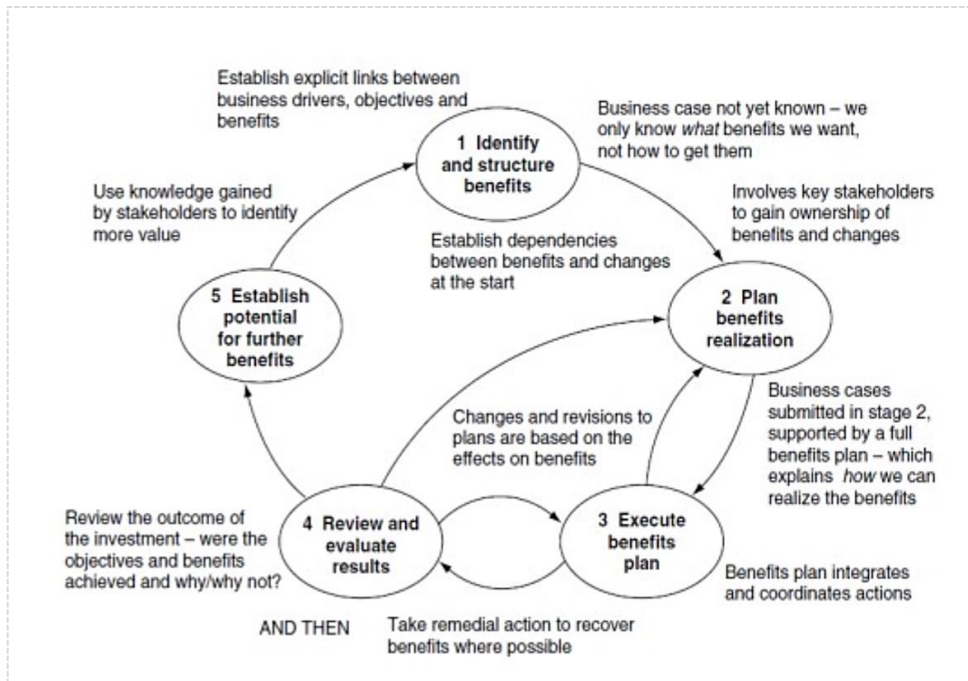 Establish explicit links between
business drivers, objectives and
benefits
Business case not yet known – we
only know what benefits we want,
not how to get them
1 Identify
and structure
benefits
Use knowledge gained
by stakeholders to identify
more value
Involves key stakeholders
to gain ownership of
benefits and changes
Establish dependencies
between benefits and changes
at the start
5 Establish
potential
for further
benefits
2 Plan
benefits
realization
Changes and revisions to
plans are based on the
effects on benefits
Business cases
submitted in stage 2,
supported by a full
benefits plan – which
explains how we can
realize the benefits
Review the outcome of
the investment – were the
objectives and benefits
achieved and why/why not?
4 Review and
evaluate
results
3 Execute
benefits
plan
Benefits plan integrates
and coordinates actions
AND THEN
Take remedial action to recover
benefits where possible